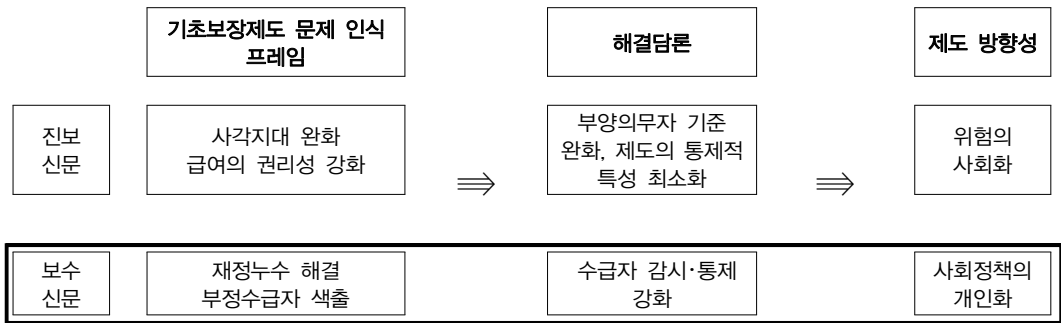 기초보장제도 문제 인식
프레임
해결담론
제도 방향성
진보
신문
사각지대 완화
급여의 권리성 강화
⇛
부양의무자 기준
완화, 제도의 통제적
특성 최소화
⇛
위험의
사회화
보수
신문
재정누수 해결
부정수급자 색출
수급자 감시·통제
강화
사회정책의
개인화